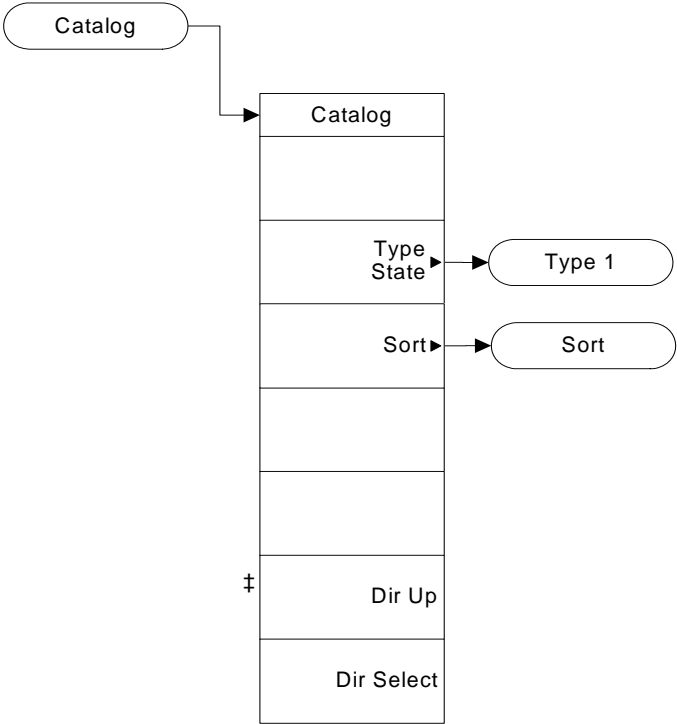 Catalog
Catalog
Type
State
Type 1
Sort
Sort
‡
Dir Up
Dir Select